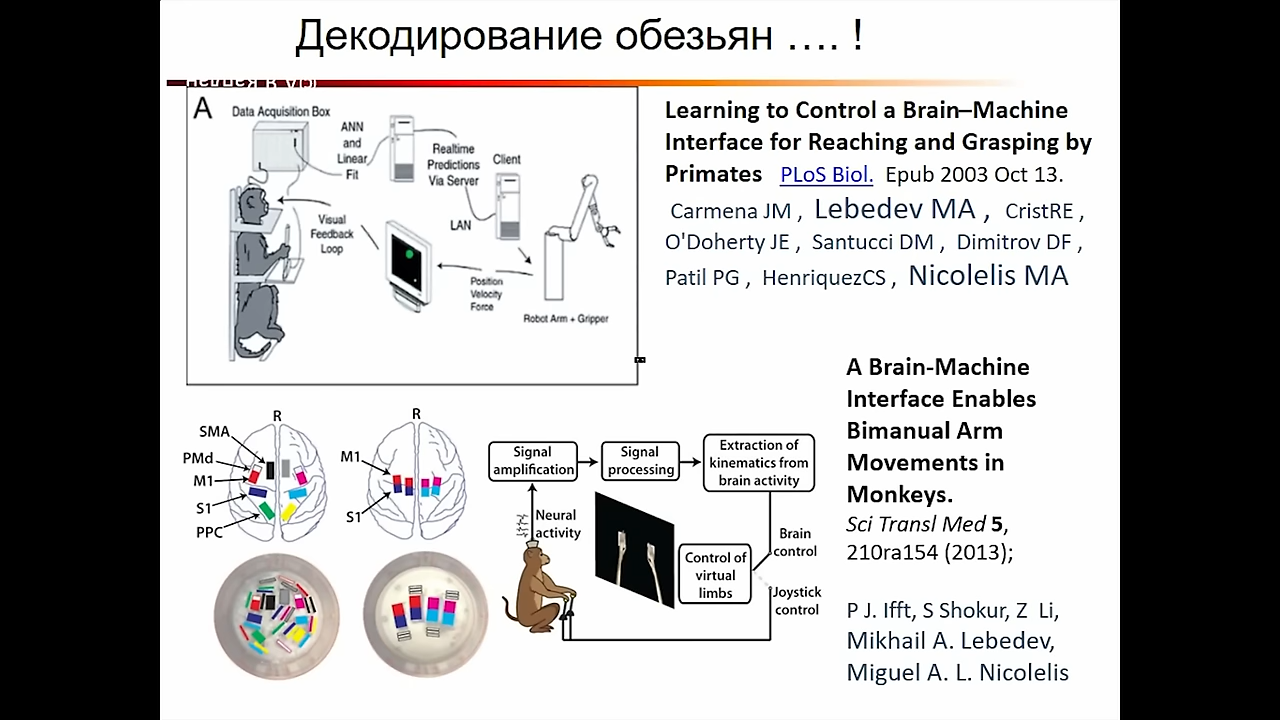 Декодирование обезьян …. !
A
Data Acquisition Box
ANN
and
Linear
Fit
Realtime
Predictions
Via Server
Client
LAN
Visual
Feedback
Loop
Position
Velocity
Force
Robot Arm + Gripper
Learning to Control a Brain–Machine
Interface for Reaching and Grasping by
Primates PLoS Biol. Epub 2003 Oct 13.
Carmena JM , Lebedev MA , CristRE ,
O'Doherty JE , Santucci DM , Dimitrov DF ,
Patil PG , HenriquezCS , Nicolelis MA
R
SMA
PMd
M1
S1
PPC
R
M1
S1
Signal
amplification
Signal
processing
Extraction of
kinematics from
brain activity
Neural
activity
Brain
control
Control of
virtual
limbs
Joystick
control
A Brain-Machine
Interface Enables
Bimanual Arm
Movements in
Monkeys.
Sci Transl Med 5,
210ra154 (2013);
P J. Ifft, S Shokur, Z Li,
Mikhail A. Lebedev,
Miguel A. L. Nicolelis